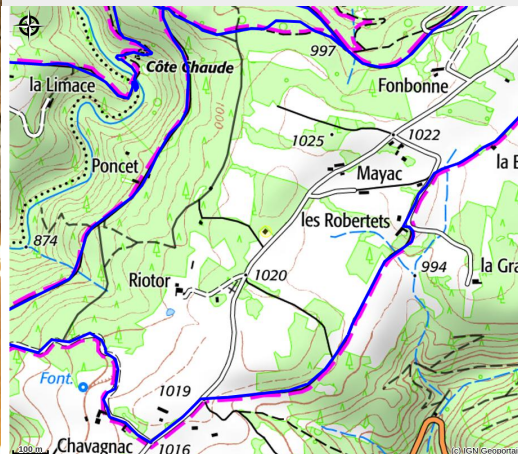 997
Côte Chaude
la Limace
Fonbonne
1000
1022
1025
Poncet
Mayac
la B
les Robertets
874
994
la Gra
1020
Riotor
Font.
1019
Chavagnac
1016
100 m
(c) IGN Geoportai